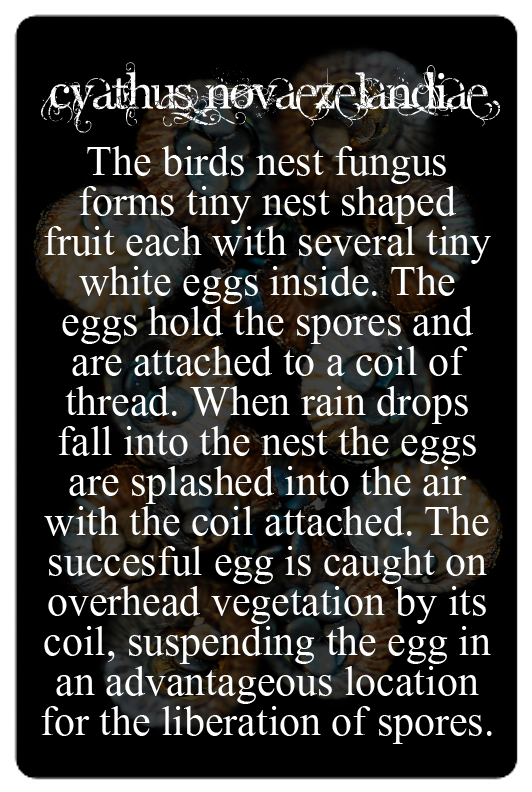 cyathus novaezelandiae.
The birds nest fungus
forms tiny nest shaped
fruit each with several tiny
white eggs inside. The
eggs hold the spores and
are attached to a coil of
thread. When rain drops
fall into the nest the eggs
are splashed into the air
with the coil attached. The
succesful egg is caught on
overhead vegetation by its
coil, suspending the egg in
an advantageous location
for the liberation of spores.